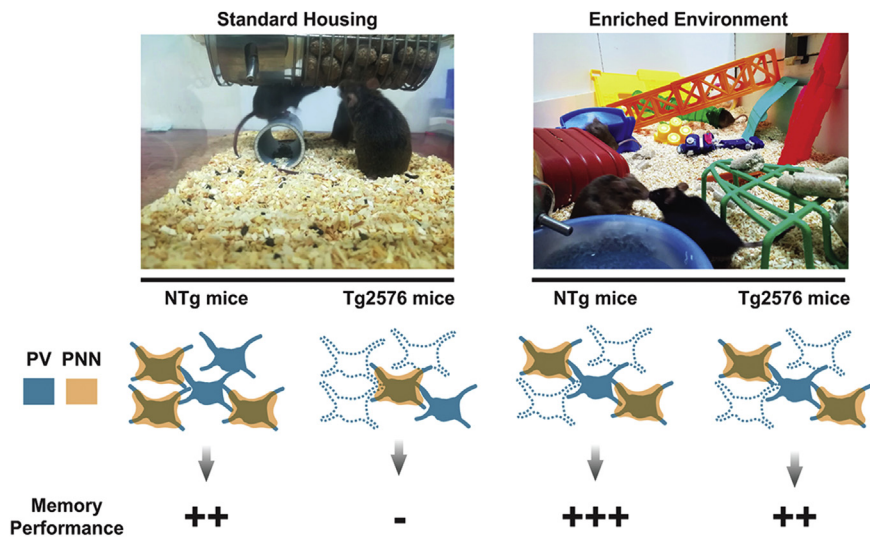 Standard Housing
Enriched Environment
NTg mice
Tg2576 mice
NTg mice
Tg2576 mice
PV PNN
Memory
Performance
++
-
+++
++